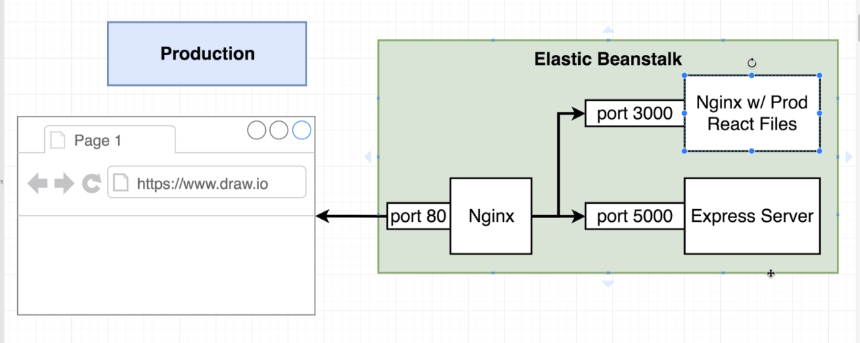 Production
Elastic Beanstalk
Page 1
https://www.draw.io
port 80
Nginx
port 3000
Nginx w/ Prod
React Files
port 5000
Express Server